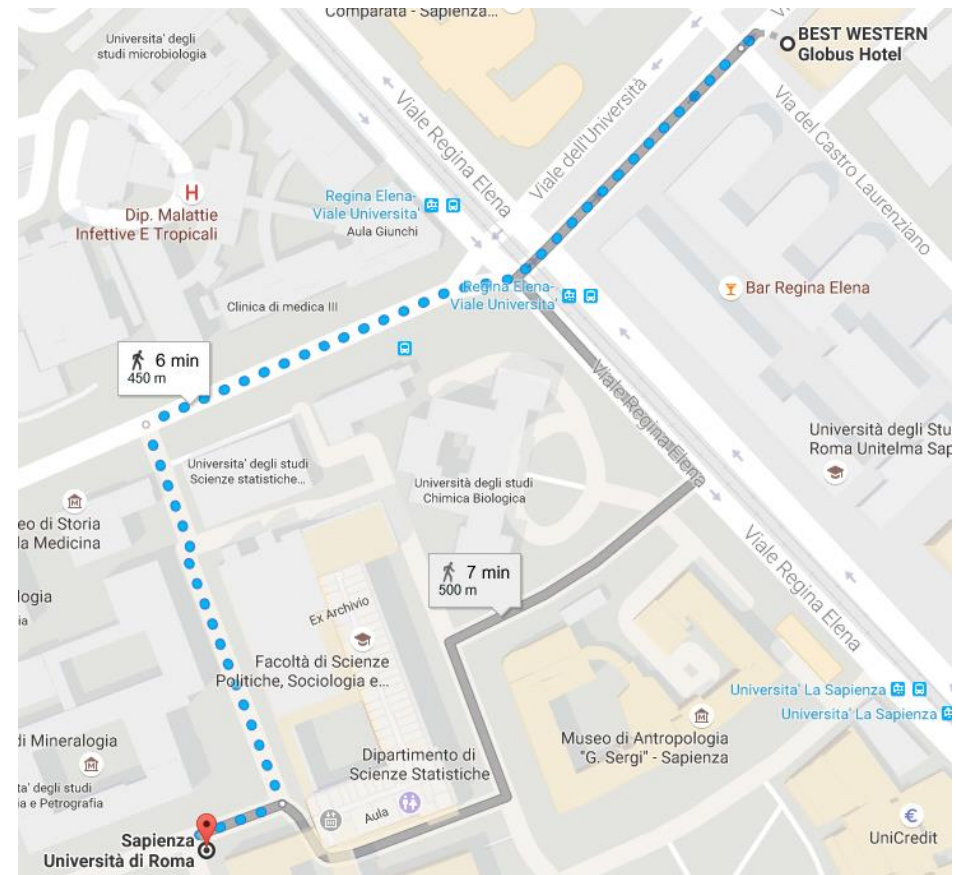 Comparata - Sapienza...
Universita' degli
studi microbiologia
BEST WESTERN
Globus Hotel
Viale Regina Elena
Viale dell'Università
Via del Castro Laurenziano
H
Dip. Malattie
Infettive E Tropicali
Regina Elena-
Viale Universita'
Aula Giunchi
Regina Elena-
Viale Universita'
Bar Regina Elena
Clinica di medica III
6 min
450 m
Viale Regina Elena
Università degli Stu
Roma Unitelma Sap
Universita' degli studi
Scienze statistiche...
Università degli studi
Chimica Biologica
eo di Storia
la Medicina
logia
ia
7 min
500 m
Viale Regina Elena
Ex Archivio
Facoltà di Scienze
Politiche, Sociologia e...
Universita' La Sapienza
Universita' La Sapienza
di Mineralogia
Museo di Antropologia
"G. Sergi" - Sapienza
Dipartimento di
Scienze Statistiche
ta' degli studi
ia e Petrografia
Aula
€
UniCredit
Sapienza
Università di Roma